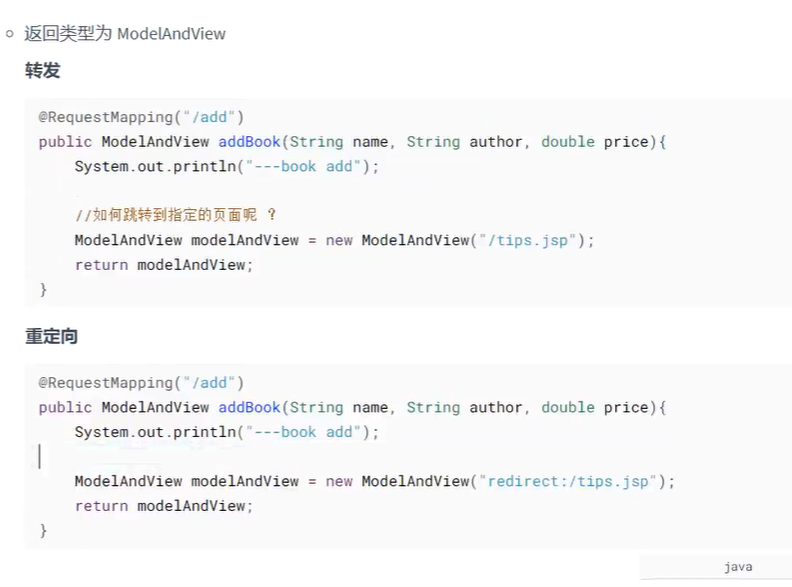 返回类型为 ModelAndView
转发
@RequestMapping("/add")
public ModelAndView addBook(String name, String author, double price){
    System.out.println("---book add");
    //如何跳转到指定的页面呢 ？
    ModelAndView modelAndView = new ModelAndView("/tips.jsp");
    return modelAndView;
}
重定向
@RequestMapping("/add")
public ModelAndView addBook(String name, String author, double price){
    System.out.println("---book add");
    ModelAndView modelAndView = new ModelAndView("redirect:/tips.jsp");
    return modelAndView;
}
java